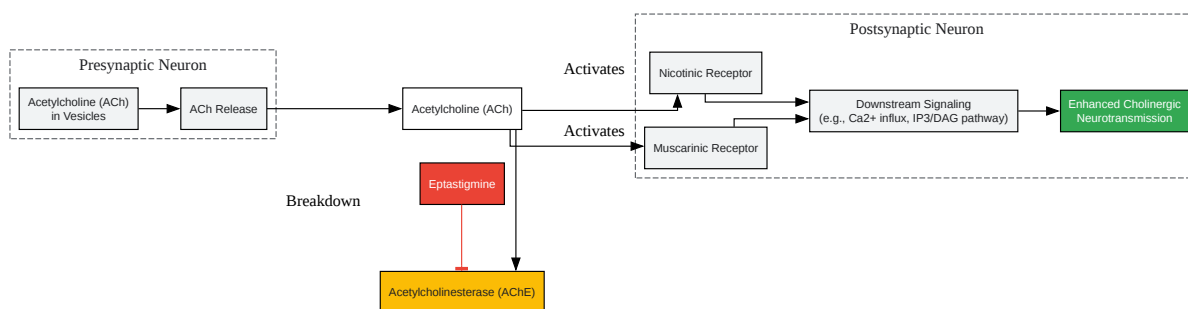 Presynaptic Neuron
Acetylcholine (ACh)
in Vesicles
ACh Release
Acetylcholine (ACh)
Activates
Activates
Postsynaptic Neuron
Nicotinic Receptor
Muscarinic Receptor
Downstream Signaling
(e.g., Ca2+ influx, IP3/DAG pathway)
Enhanced Cholinergic
Neurotransmission
Eptastigmine
Breakdown
Acetylcholinesterase (AChE)